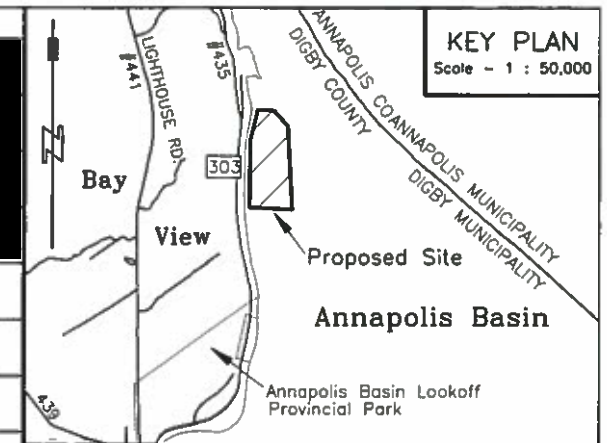 KEY PLAN
Scale - 1 : 50,000
#441
LIGHTHOUSE RD.
#435
ANNAPOLIS CO
ANNAPOLIS MUNICIPALITY
DIGBY COUNTY
DIGBY MUNICIPALITY
303
Bay
View
Proposed Site
Annapolis Basin
Annapolis Basin Lookoff
Provincial Park
439